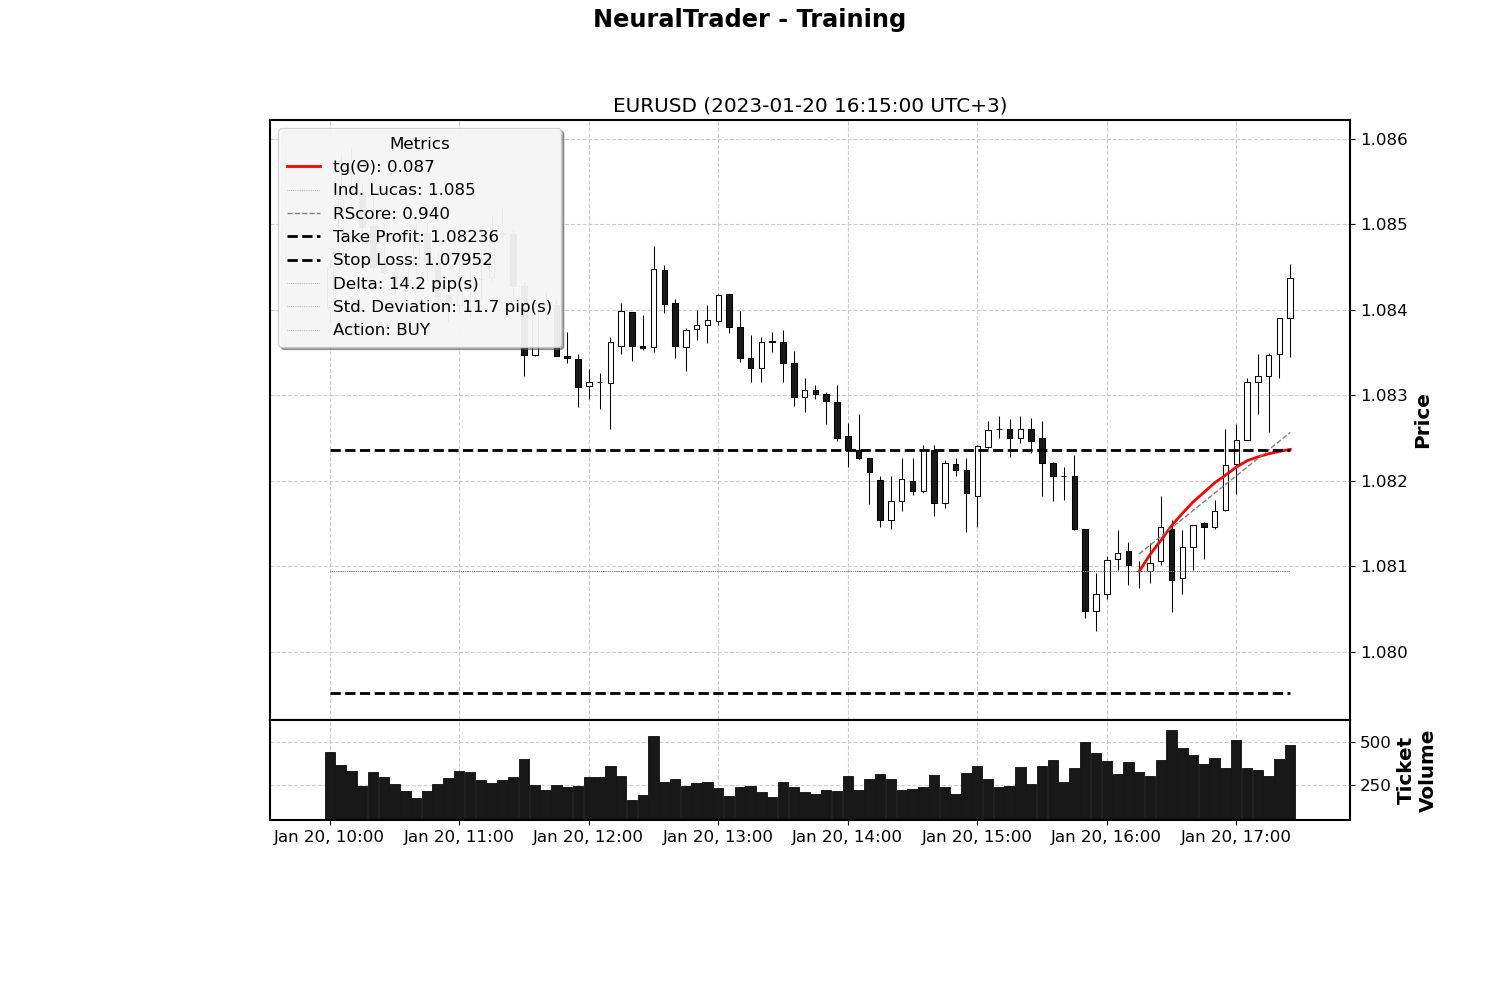 NeuralTrader - Training
EURUSD (2023-01-20 16:15:00 UTC+3)
Metrics
tg(Θ): 0.087
Ind. Lucas: 1.085
RScore: 0.940
Take Profit: 1.08236
Stop Loss: 1.07952
Delta: 14.2 pip(s)
Std. Deviation: 11.7 pip(s)
Action: BUY
1.086
1.085
1.084
1.083
1.082
1.081
1.080
Price
500
250
Ticket
Volume
Jan 20, 10:00
Jan 20, 11:00
Jan 20, 12:00
Jan 20, 13:00
Jan 20, 14:00
Jan 20, 15:00
Jan 20, 16:00
Jan 20, 17:00